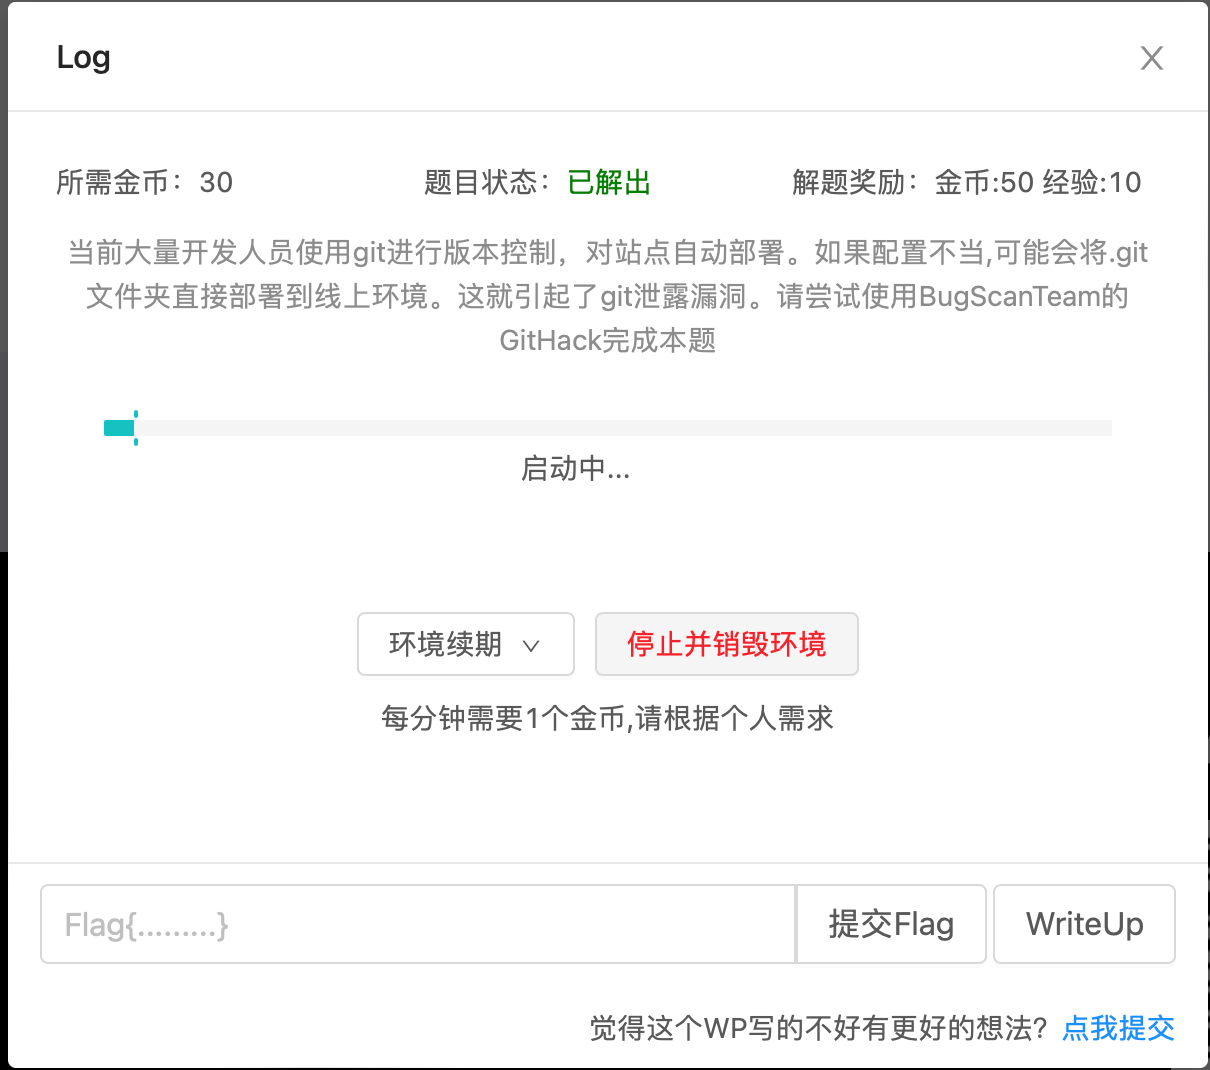 Log
X
所需金币：30
题目状态：已解出
解题奖励：金币:50 经验:10
当前大量开发人员使用git进行版本控制，对站点自动部署。如果配置不当,可能会将.git
文件夹直接部署到线上环境。这就引起了git泄露漏洞。请尝试使用BugScanTeam的
GitHack完成本题
启动中...
环境续期
停止并销毁环境
每分钟需要1个金币,请根据个人需求
Flag{.........}
提交Flag
WriteUp
觉得这个WP写的不好有更好的想法? 点我提交